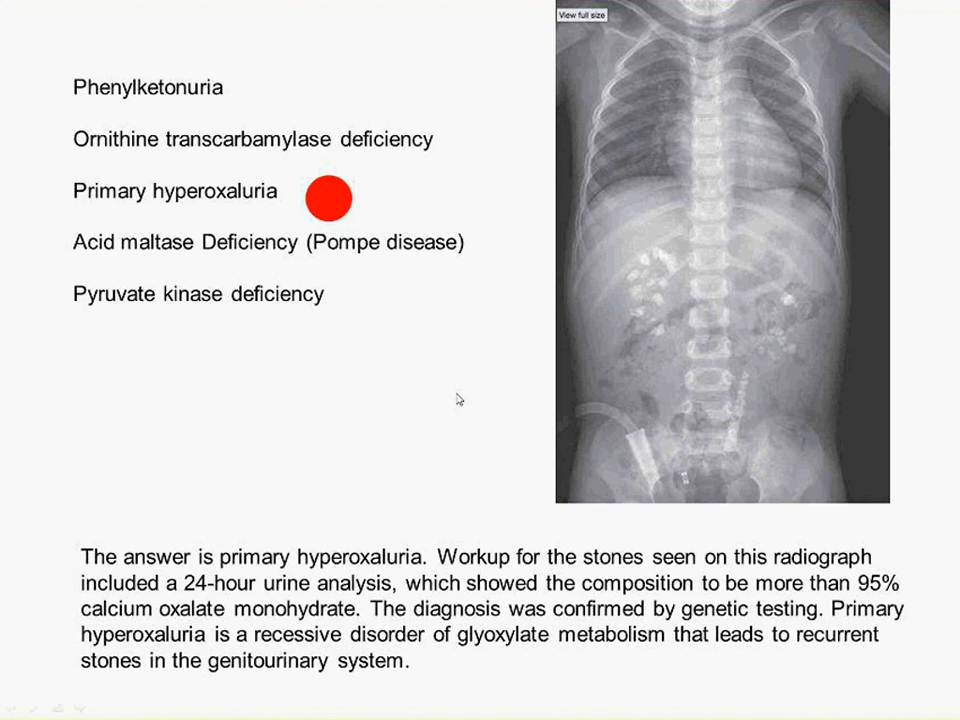 View full size
Phenylketonuria
Ornithine transcarbamylase deficiency
Primary hyperoxaluria
Acid maltase Deficiency (Pompe disease)
Pyruvate kinase deficiency
The answer is primary hyperoxaluria. Workup for the stones seen on this radiograph
included a 24-hour urine analysis, which showed the composition to be more than 95%
calcium oxalate monohydrate. The diagnosis was confirmed by genetic testing. Primary
hyperoxaluria is a recessive disorder of glyoxylate metabolism that leads to recurrent
stones in the genitourinary system.